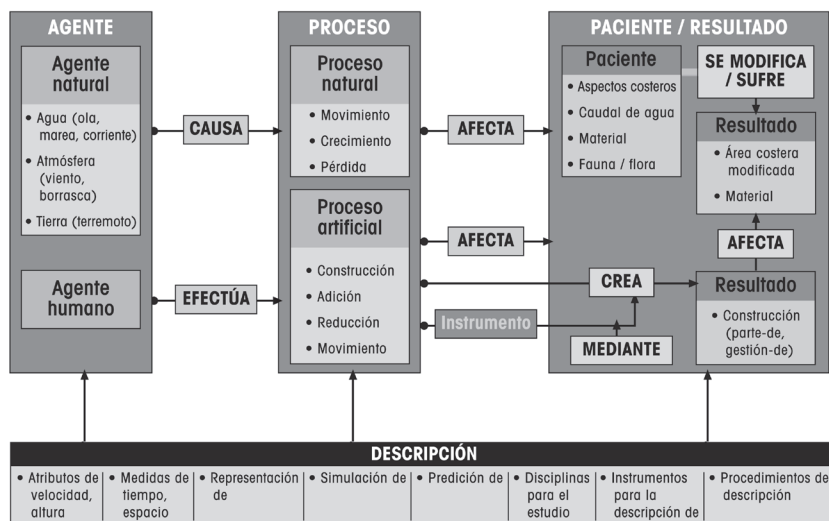 AGENTE
Agente
natural
• Agua (ola,
marea, corriente)
• Atmósfera
(viento,
borrasca)
• Tierra (terremoto)
Agente
humano
CAUSA
EFECTÚA
PROCESO
Proceso
natural
• Movimiento
• Crecimiento
• Pérdida
Proceso
artificial
• Construcción
• Adición
• Reducción
• Movimiento
AFECTA
AFECTA
Instrumento
PACIENTE / RESULTADO
Paciente
• Aspectos costeros
• Caudal de agua
• Material
• Fauna / flora
SE MODIFICA
/ SUFRE
Resultado
• Área costera
modificada
• Material
AFECTA
CREA
MEDIANTE
Resultado
• Construcción
(parte-de,
gestión-de)
DESCRIPCIÓN
• Atributos de
velocidad,
altura
• Medidas de
tiempo,
espacio
• Representación
de
• Simulación de
• Predición de
• Disciplinas
para el
estudio
• Instrumentos
para la
descripción de
• Procedimientos de
descripción